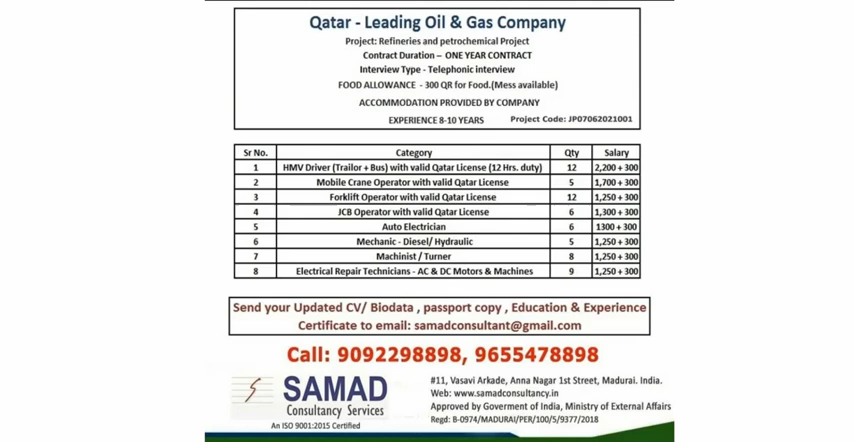 Qatar - Leading Oil & Gas Company
Project: Refineries and petrochemical Project
Contract Duration – ONE YEAR CONTRACT
Interview Type - Telephonic interview
FOOD ALLOWANCE - 300 QR for Food.(Mess available)
ACCOMMODATION PROVIDED BY COMPANY
EXPERIENCE 8-10 YEARS Project Code: JP07062021001
Sr No. Category Qty Salary
1 HMV Driver (Trailor + Bus) with valid Qatar License (12 Hrs. duty) 12 2,200 + 300
2 Mobile Crane Operator with valid Qatar License 5 1,700 + 300
3 Forklift Operator with valid Qatar License 12 1,250 + 300
4 JCB Operator with valid Qatar License 6 1,300 + 300
5 Auto Electrician 6 1300 + 300
6 Mechanic - Diesel/ Hydraulic 5 1,250 + 300
7 Machinist / Turner 8 1,250 + 300
8 Electrical Repair Technicians - AC & DC Motors & Machines 9 1,250 + 300
Send your Updated CV/ Biodata , passport copy , Education & Experience
Certificate to email: samadconsultant@gmail.com
Call: 9092298898, 9655478898
SAMAD
Consultancy Services
An ISO 9001:2015 Certified
#11, Vasavi Arkade, Anna Nagar 1st Street, Madurai. India.
Web: www.samadconsultancy.in
Approved by Goverment of India, Ministry of External Affairs
Regd: B-0974/MADURAI/PER/100/5/9377/2018